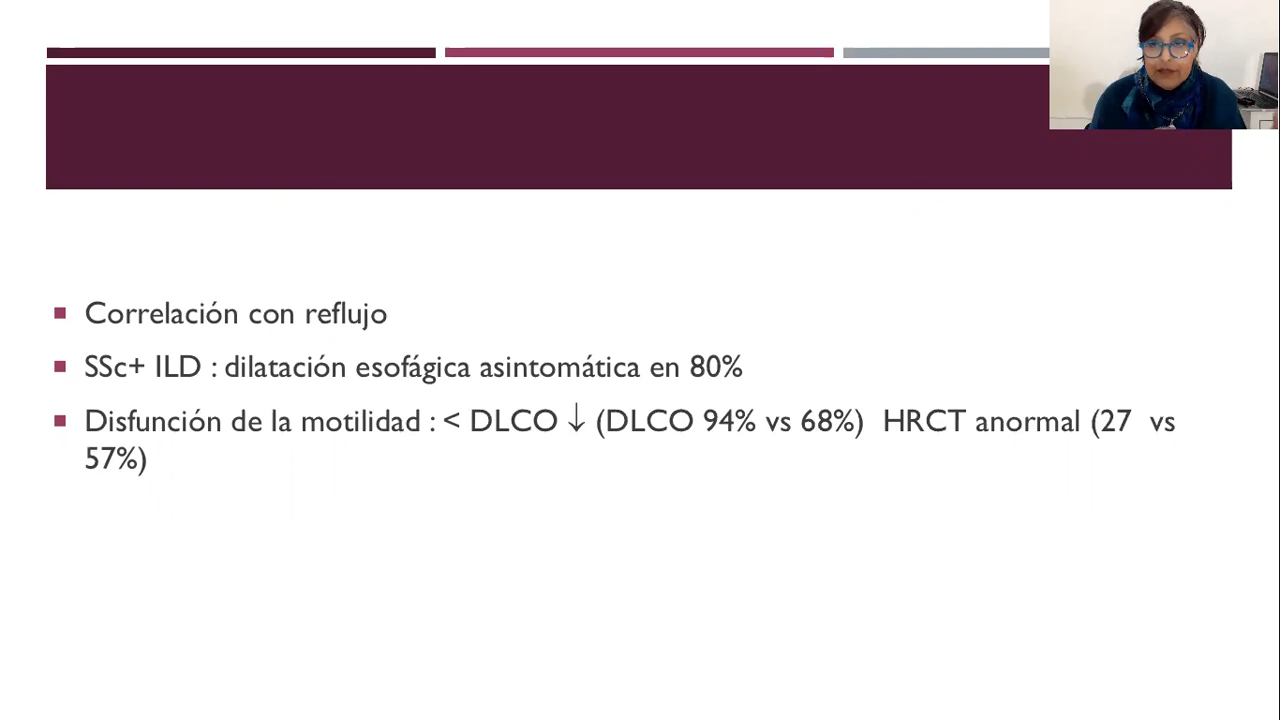 Correlación con reflujo
SSc+ ILD : dilatación esofágica asintomática en 80%
Disfunción de la motilidad : < DLCO ↓ (DLCO 94% vs 68%)  HRCT anormal (27  vs
57%)